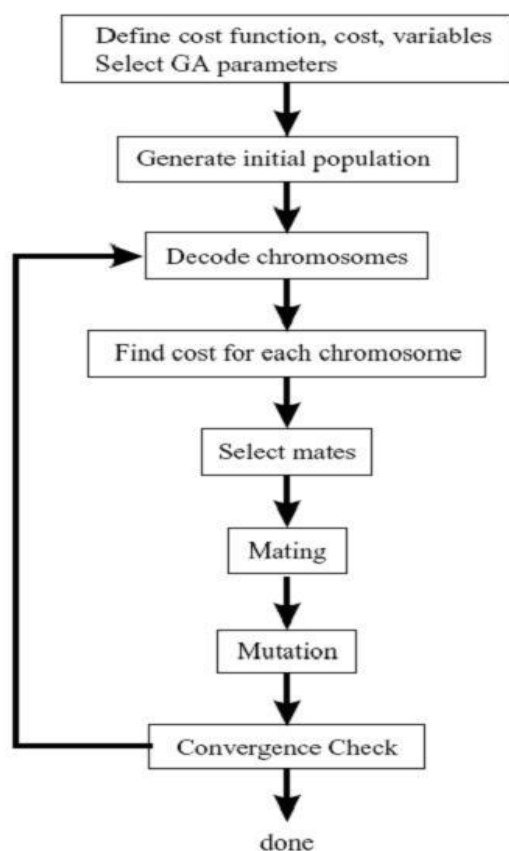 Define cost function, cost, variables
Select GA parameters
Generate initial population
Decode chromosomes
Find cost for each chromosome
Select mates
Mating
Mutation
Convergence Check
done